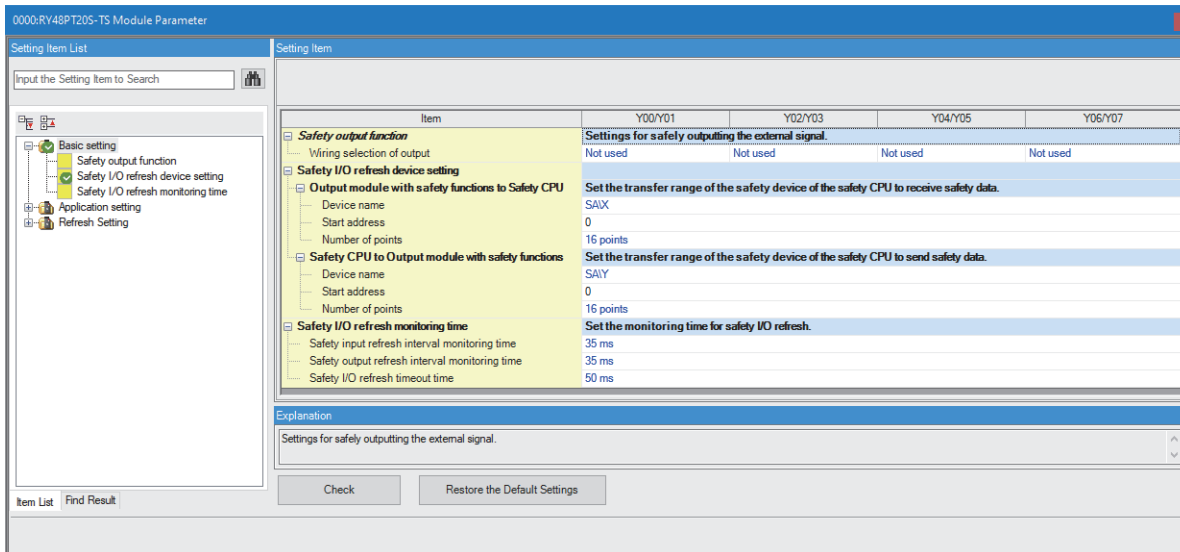 0000:RY48PT20S-TS Module Parameter
Setting Item List
Input the Setting Item to Search
Basic setting
Safety output function
Safety I/O refresh device setting
Safety I/O refresh monitoring time
Application setting
Refresh Setting
Item List Find Result
Setting Item
Item Y00/Y01 Y02/Y03 Y04/Y05 Y06/Y07
Safety output function Settings for safely outputting the external signal.
Wiring selection of output Not used Not used Not used Not used
Safety I/O refresh device setting
Output module with safety functions to Safety CPU Set the transfer range of the safety device of the safety CPU to receive safety data.
Device name SA\X
Start address 0
Number of points 16 points
Safety CPU to Output module with safety functions Set the transfer range of the safety device of the safety CPU to send safety data.
Device name SA\Y
Start address 0
Number of points 16 points
Safety I/O refresh monitoring time Set the monitoring time for safety I/O refresh.
Safety input refresh interval monitoring time 35 ms
Safety output refresh interval monitoring time 35 ms
Safety I/O refresh timeout time 50 ms
Explanation
Settings for safely outputting the external signal.
Check Restore the Default Settings